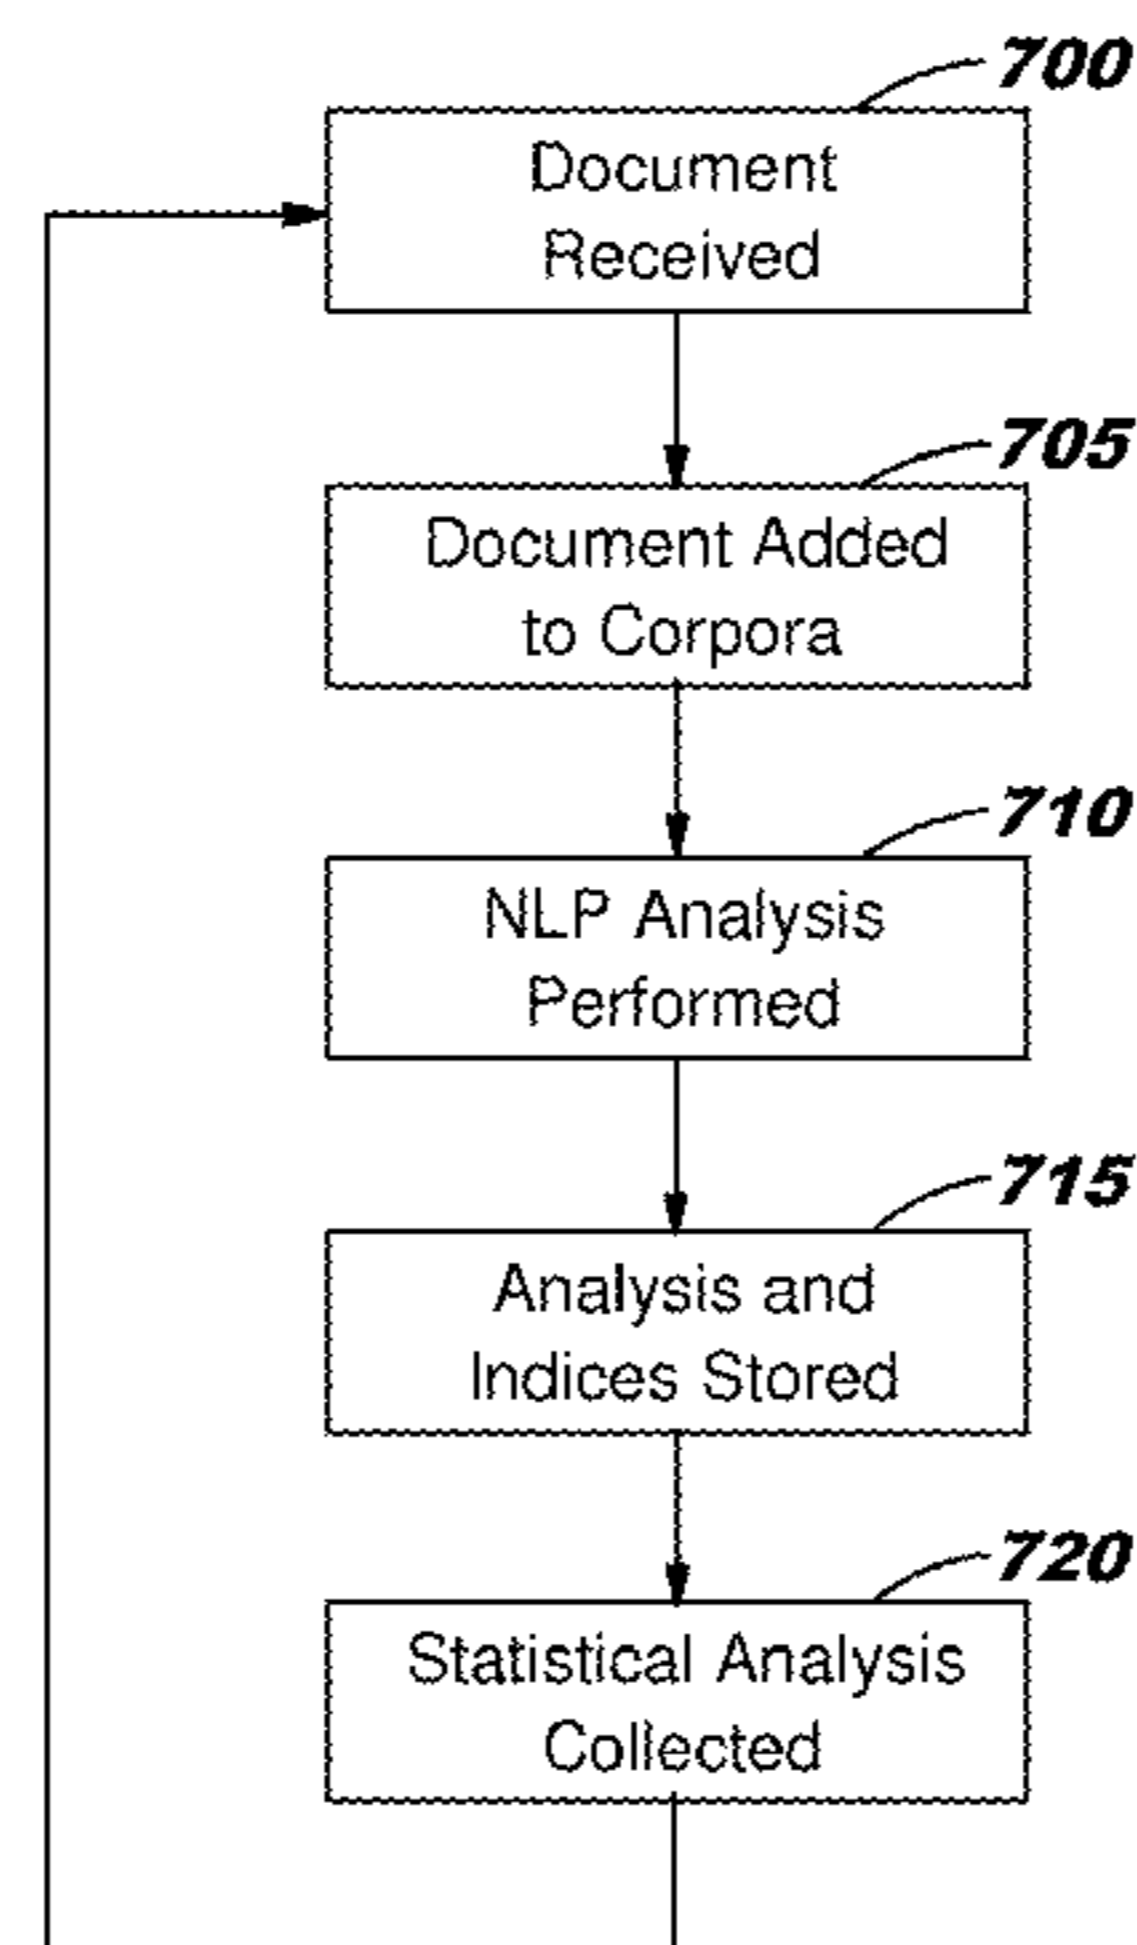 700
Document
Received
705
Document Added
to Corpora
710
NLP Analysis
Performed
715
Analysis and
Indices Stored
720
Statistical Analysis
Collected